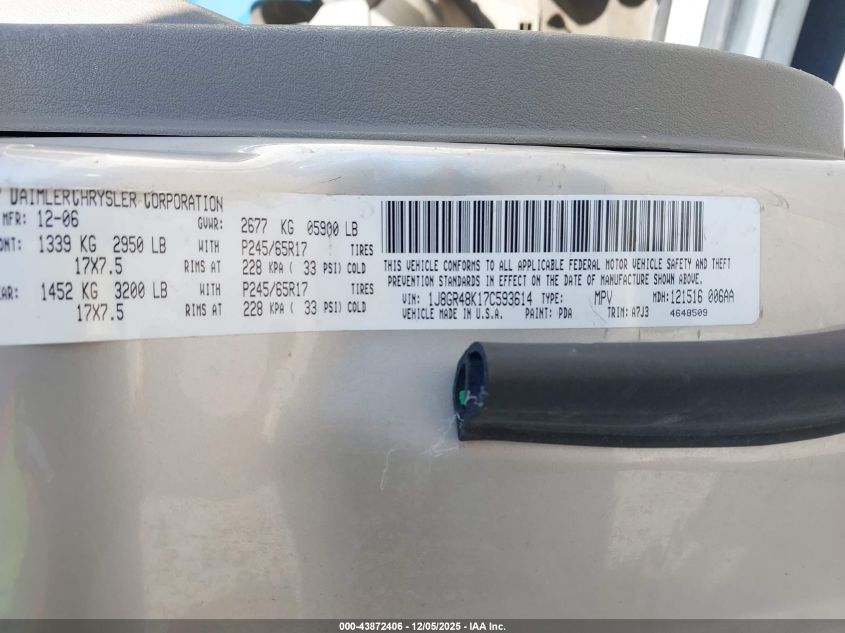 DAIMLERCHRYSLER CORPORATION
MFR: 12-06 GVWR: 2677 KG 05900 LB
ONT: 1339 KG 2950 LB WITH P245/65R17 TIRES
17X7.5 RIMS AT 228 KPA ( 33 PSI) COLD
EAR: 1452 KG 3200 LB WITH P245/65R17 TIRES
17X7.5 RIMS AT 228 KPA ( 33 PSI) COLD
THIS VEHICLE CONFORMS TO ALL APPLICABLE FEDERAL MOTOR VEHICLE SAFETY AND THEFT
PREVENTION STANDARDS IN EFFECT ON THE DATE OF MANUFACTURE SHOWN ABOVE.
VIN: 1J8GR48K17C593614 TYPE: MPV MDH: 121516 006AA
VEHICLE MADE IN U.S.A. PAINT: PDA TRIM: A7J3 4648509
000-43872406 - 12/05/2025 - IAA Inc.